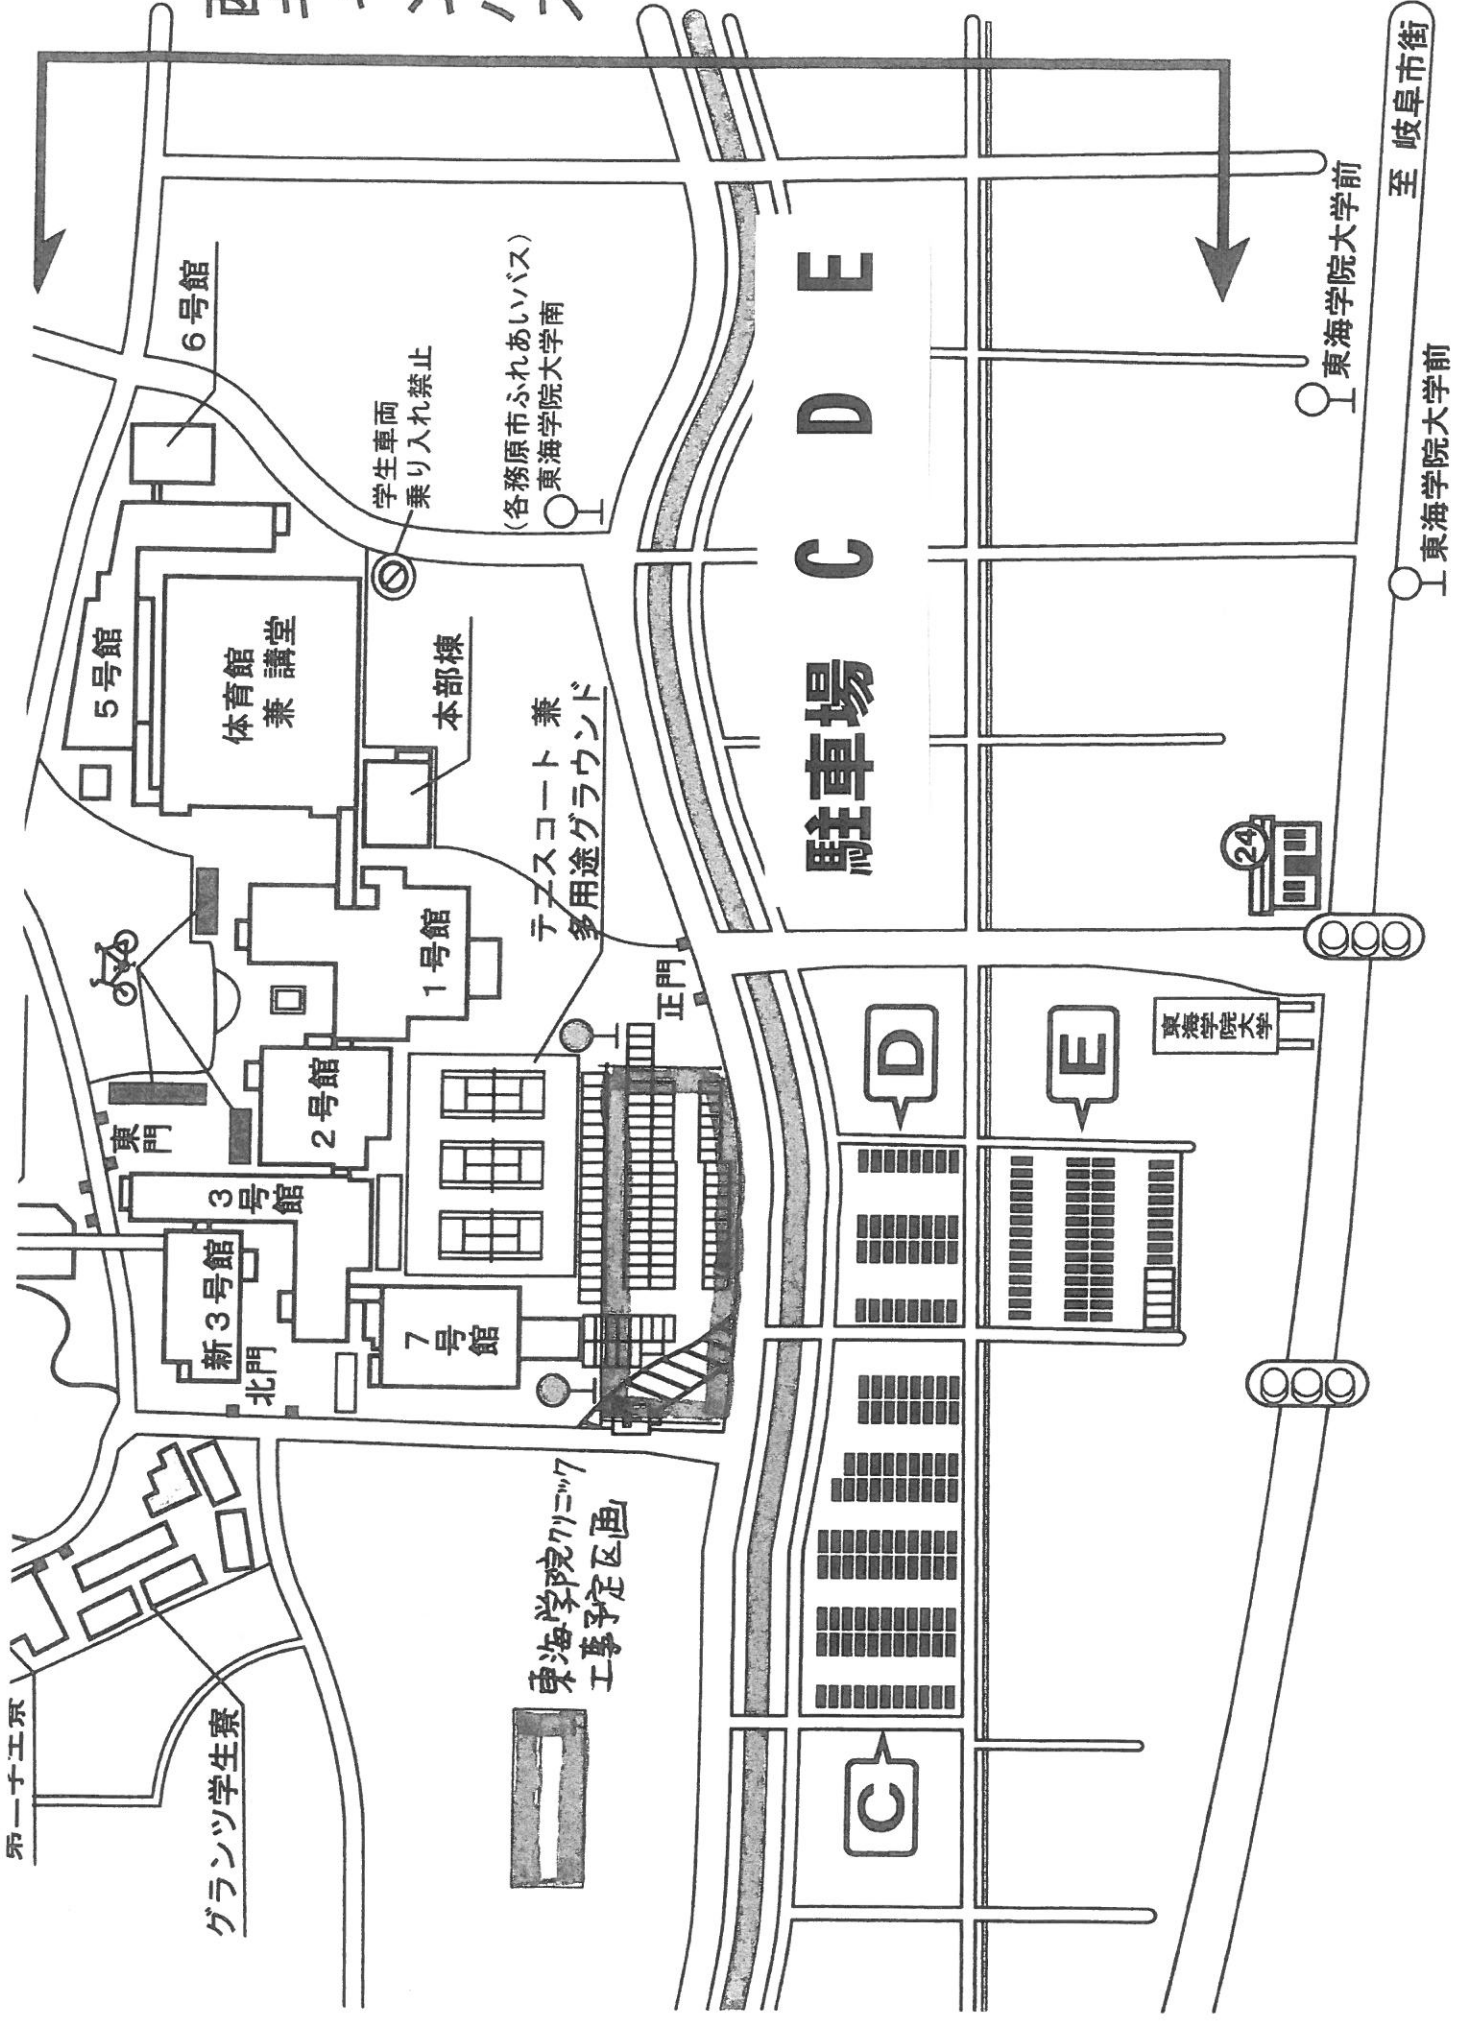 至 岐阜市街
東海学院大学前
東海学院大学前
6号館
(各務原市ふれあいバス)
東海学院大学南
学生車両
乗り入れ禁止
5号館
体育館
兼 講堂
本部棟
テニスコート 兼
多用途グラウンド
駐車場 C D E
24
1号館
正門
2号館
東門
3
号
館
新3号館
北門
7
号
館
D
E
東海
学院
大学
東海学院クリニック
工事予定区画
グランツ学生寮
C